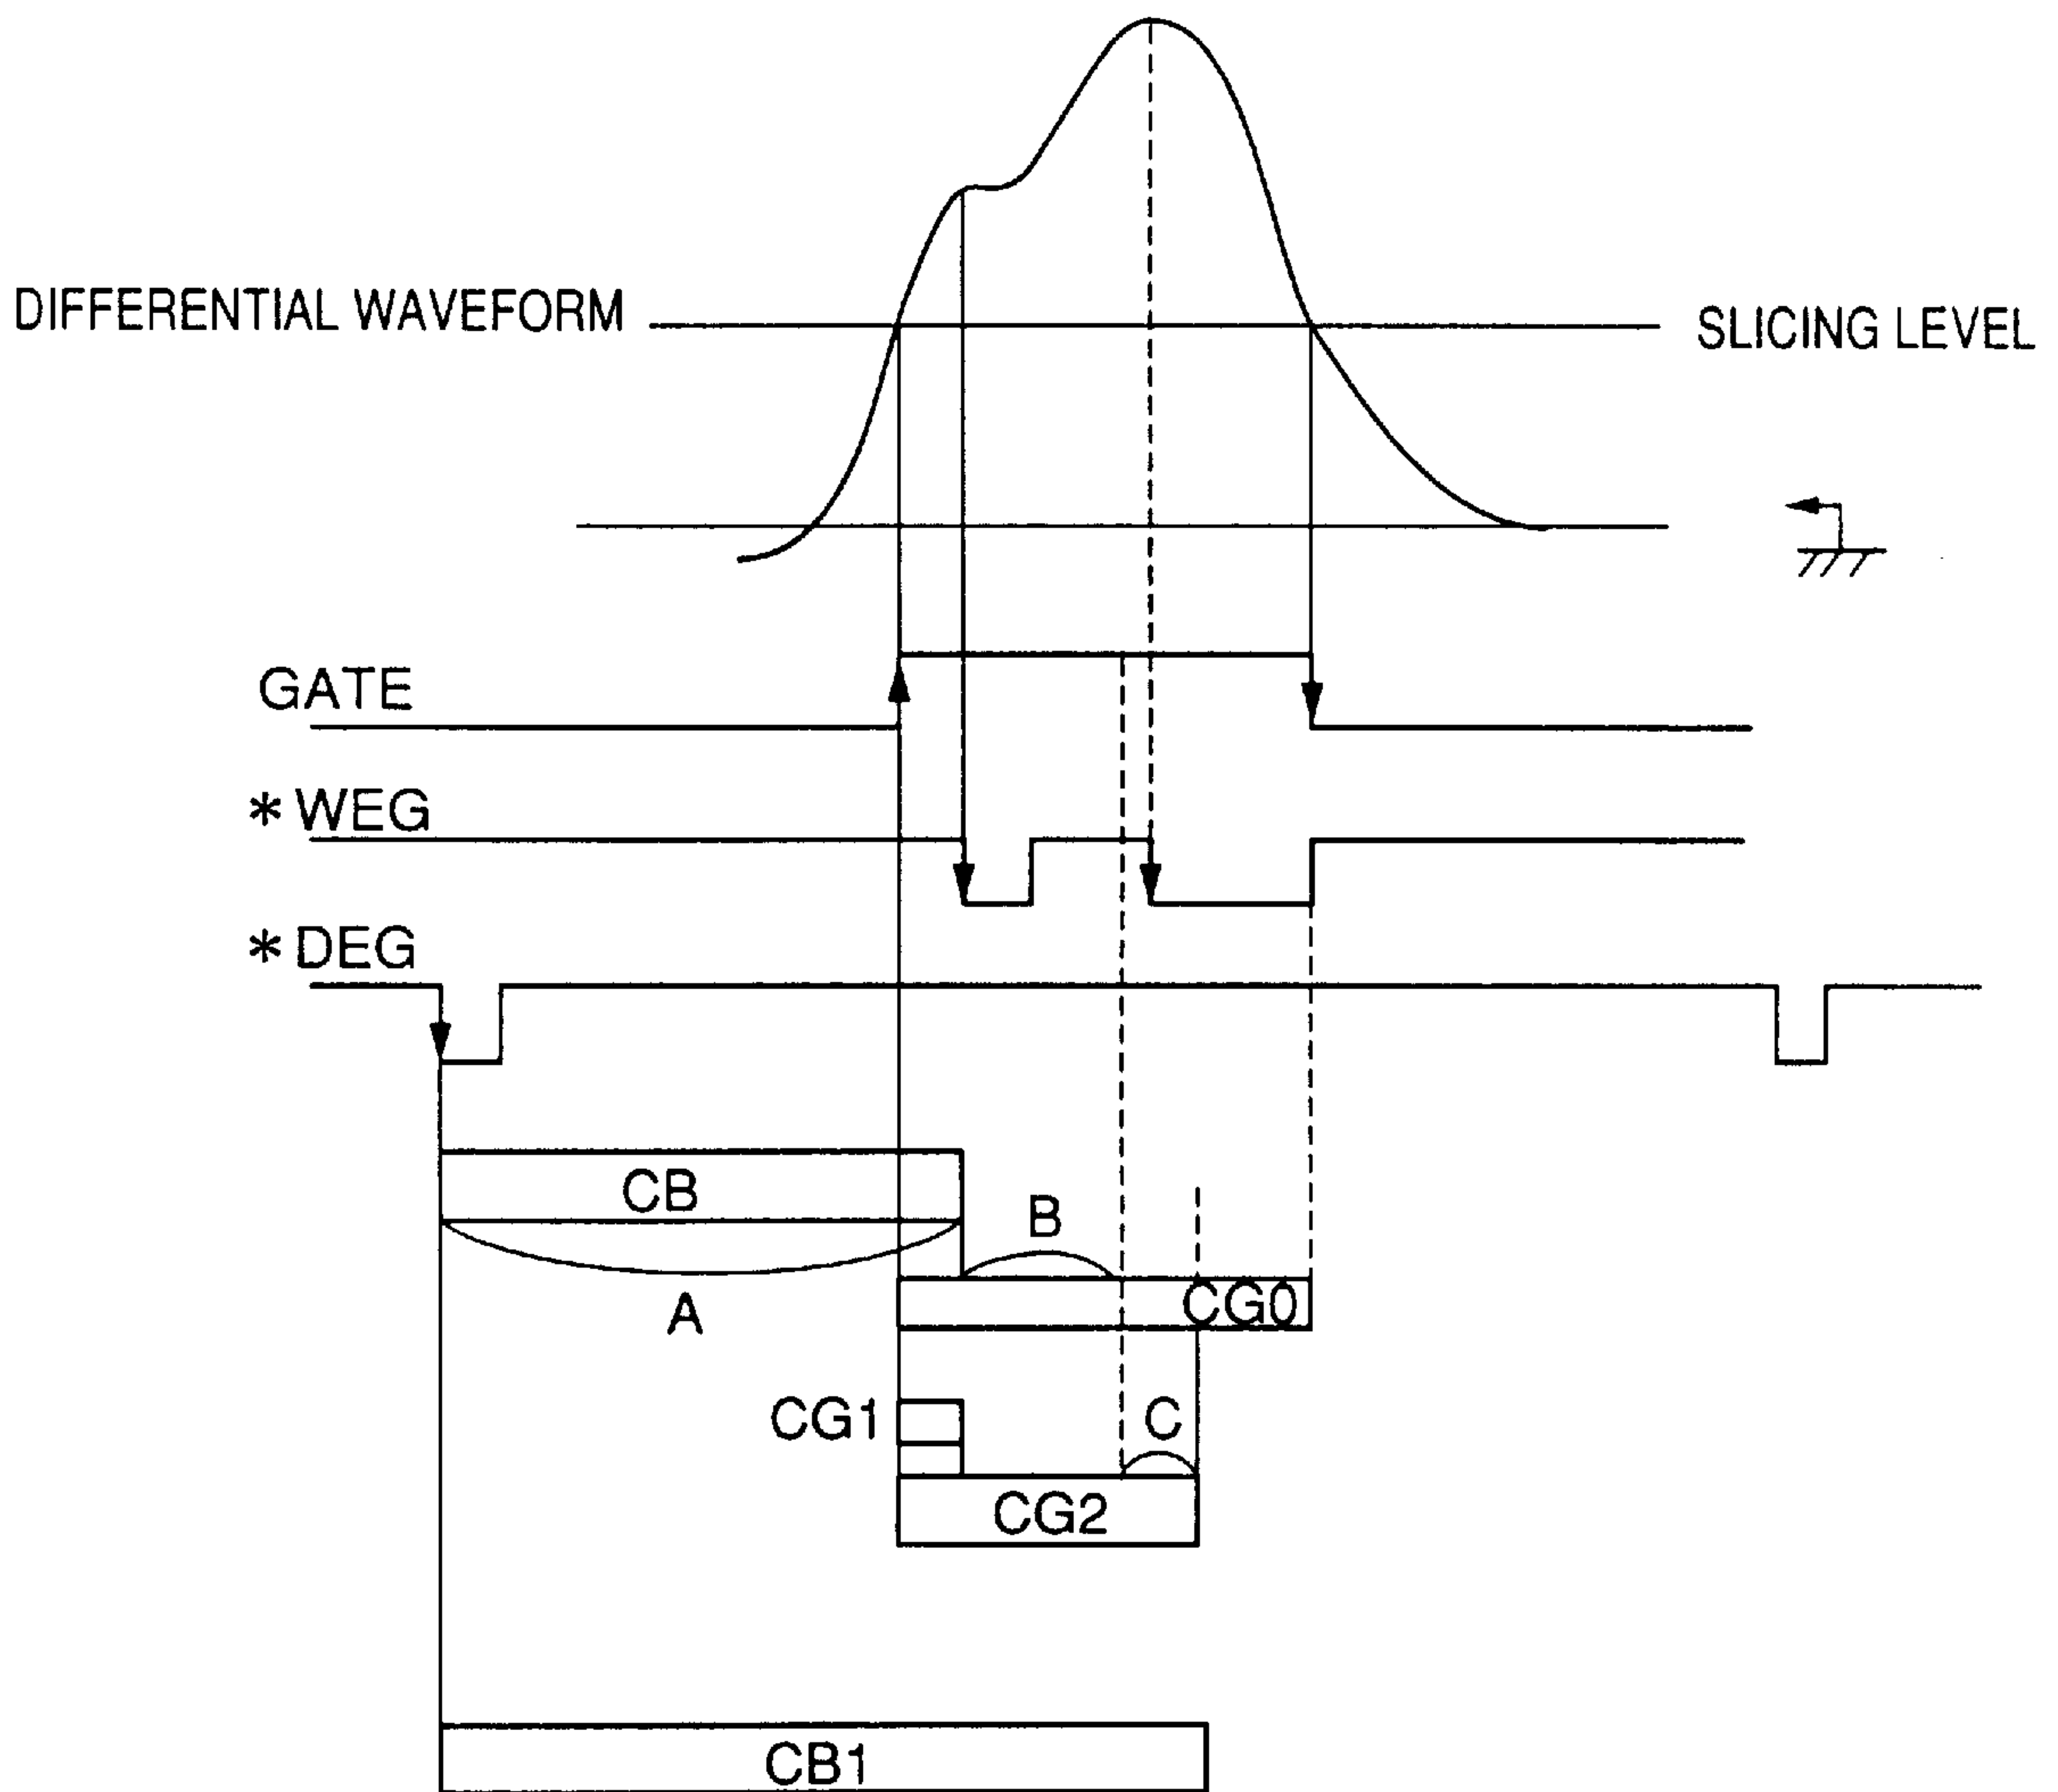 DIFFERENTIAL WAVEFORM
SLICING LEVEL
GATE
* WEG
* DEG
CB
B
A
CG0
CG1
C
CG2
CB1